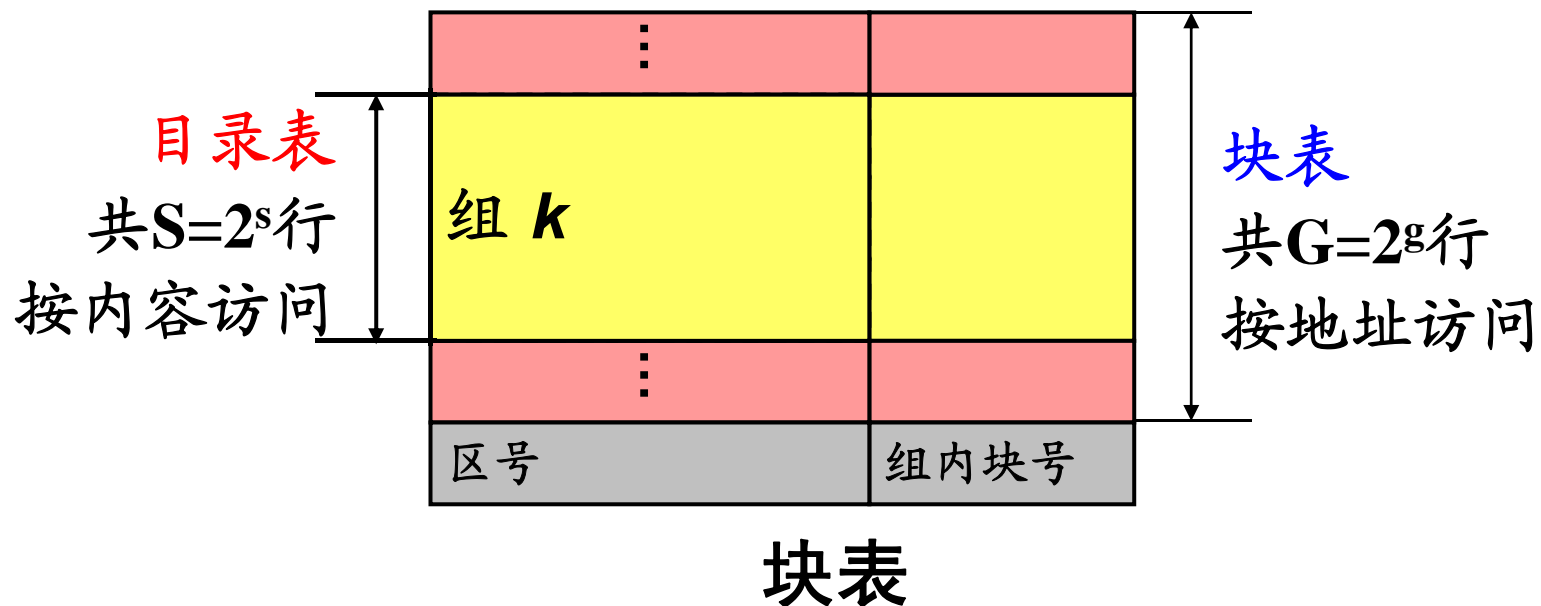 目录表
共S=2ˢ行
按内容访问
⋮
组 k
⋮
区号
组内块号
块表
共G=2ᵍ行
按地址访问
块表